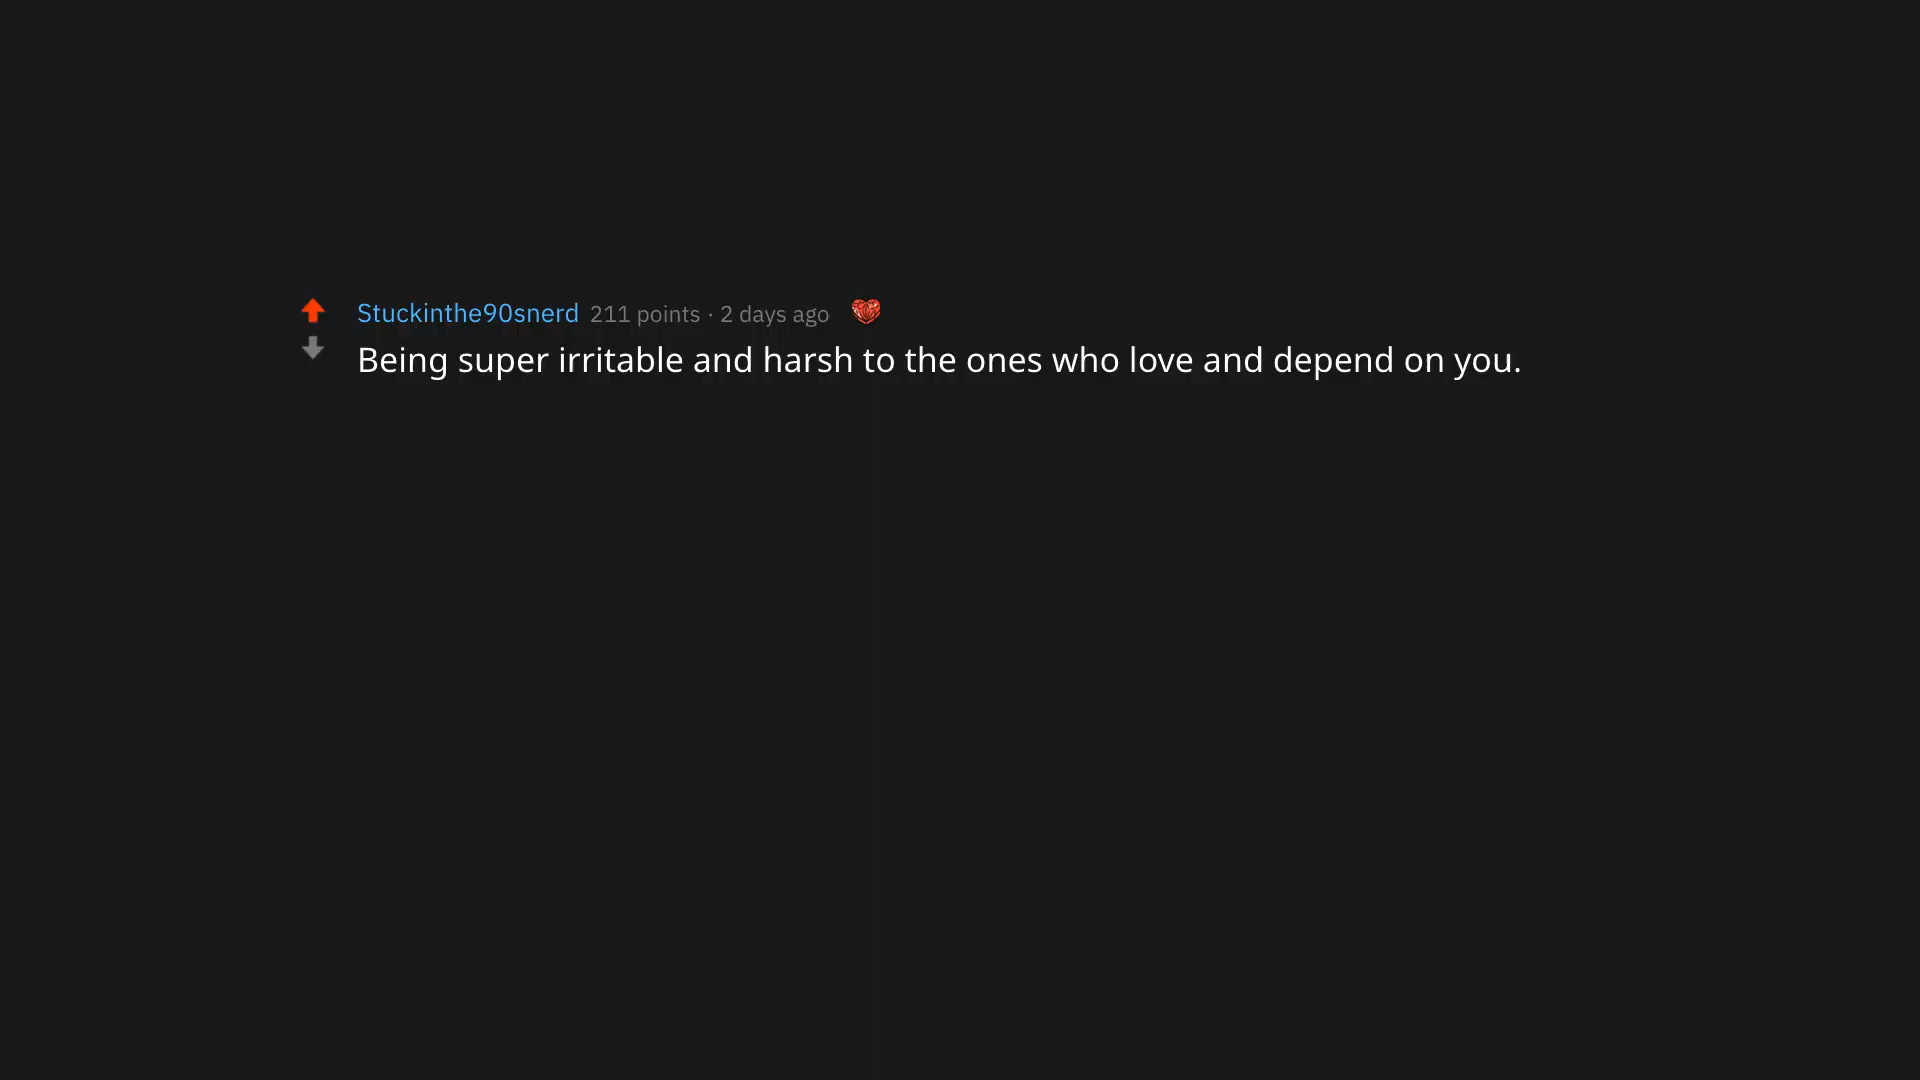 Stuckinthe90snerd 211 points · 2 days ago
Being super irritable and harsh to the ones who love and depend on you.